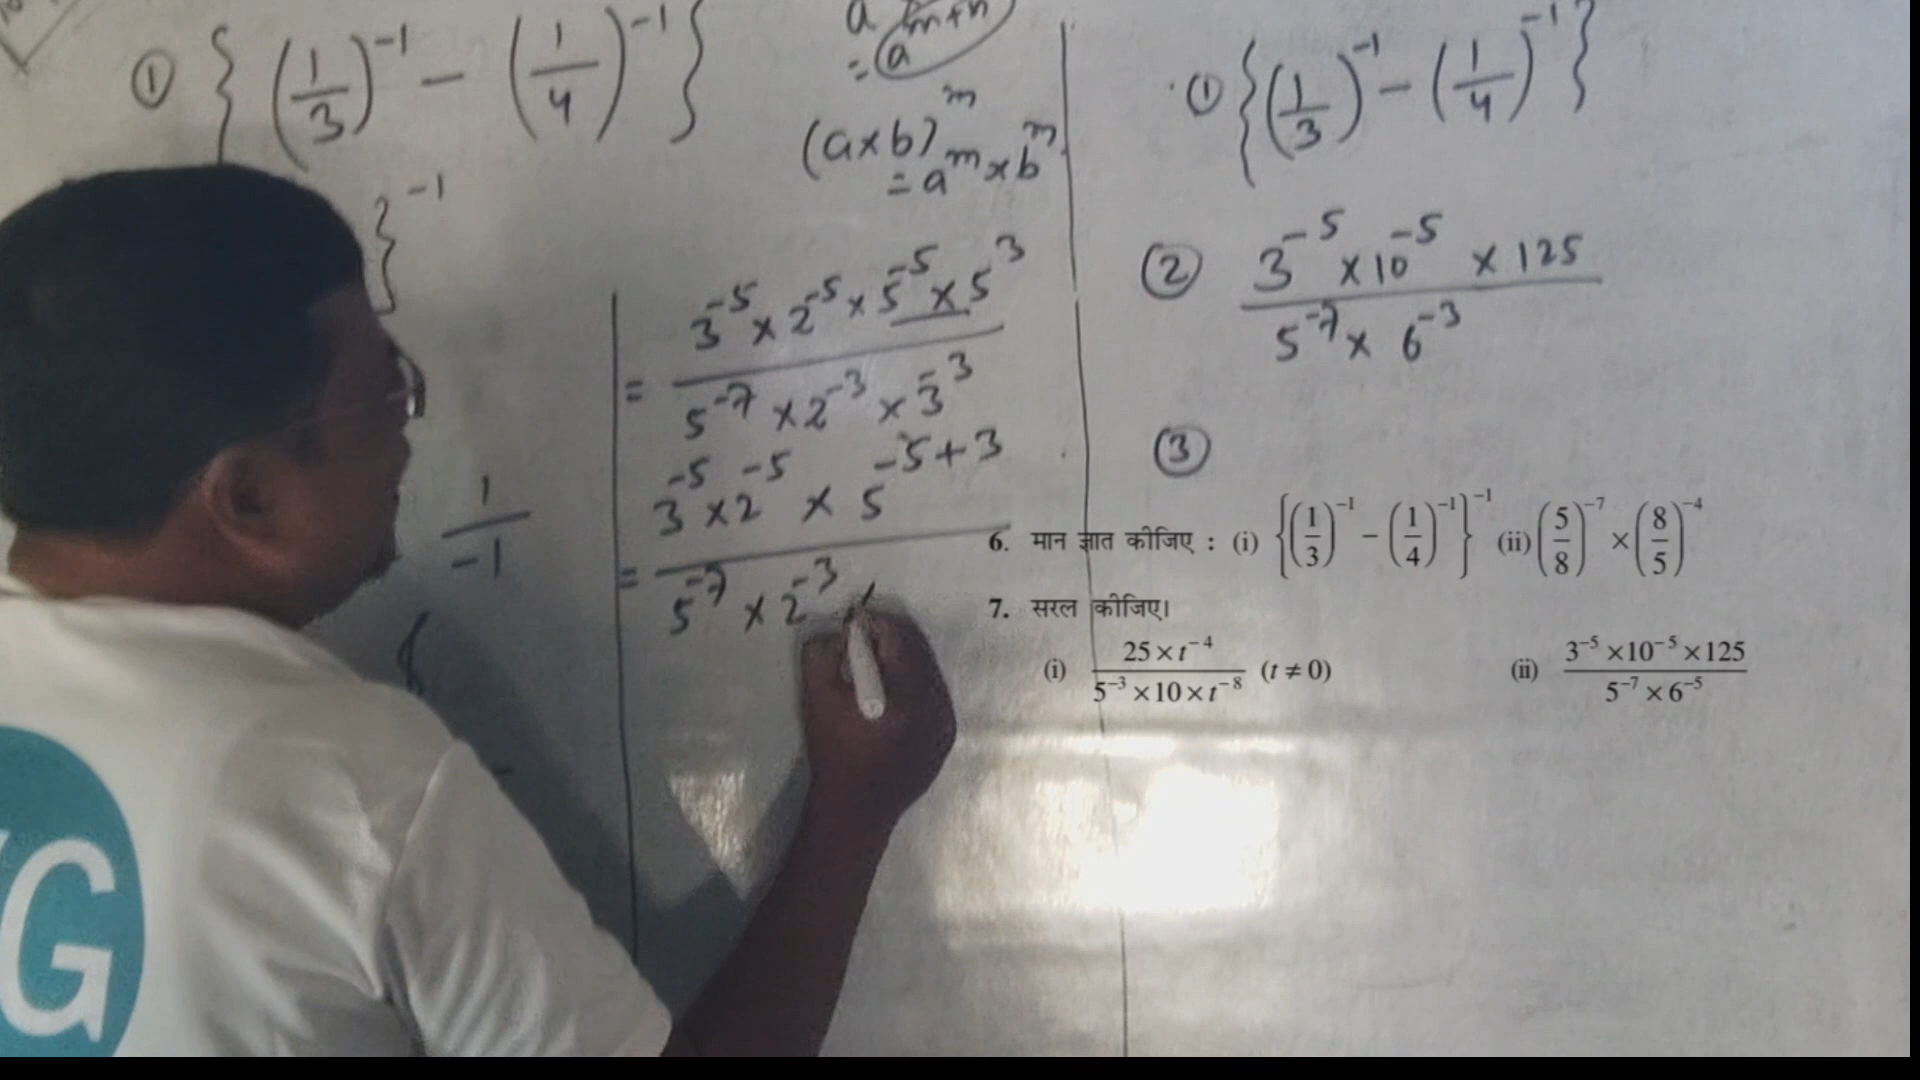 ① { (1/3)^-1 - (1/4)^-1 }
}^-1
1/-1
a^m+n
= a
(a×b)^m
= a^m × b^m
= 3^-5 × 2^-5 × 5^-5 × 5^3 / 5^-7 × 2^-3 × 3^-3
= 3^-5 × 2^-5 × 5^-5+3 / 5^-7 × 2^-3 ×
① { (1/3)^-1 - (1/4)^-1 }
② 3^-5 × 10^-5 × 125 / 5^-7 × 6^-3
③
6. मान ज्ञात कीजिए : (i) {(1/3)^-1 - (1/4)^-1}^-1 (ii) (5/8)^-7 × (8/5)^-4
7. सरल कीजिए।
(i) 25 × t^-4 / 5^-3 × 10 × t^-8 (t ≠ 0) (ii) 3^-5 × 10^-5 × 125 / 5^-7 × 6^-5
G